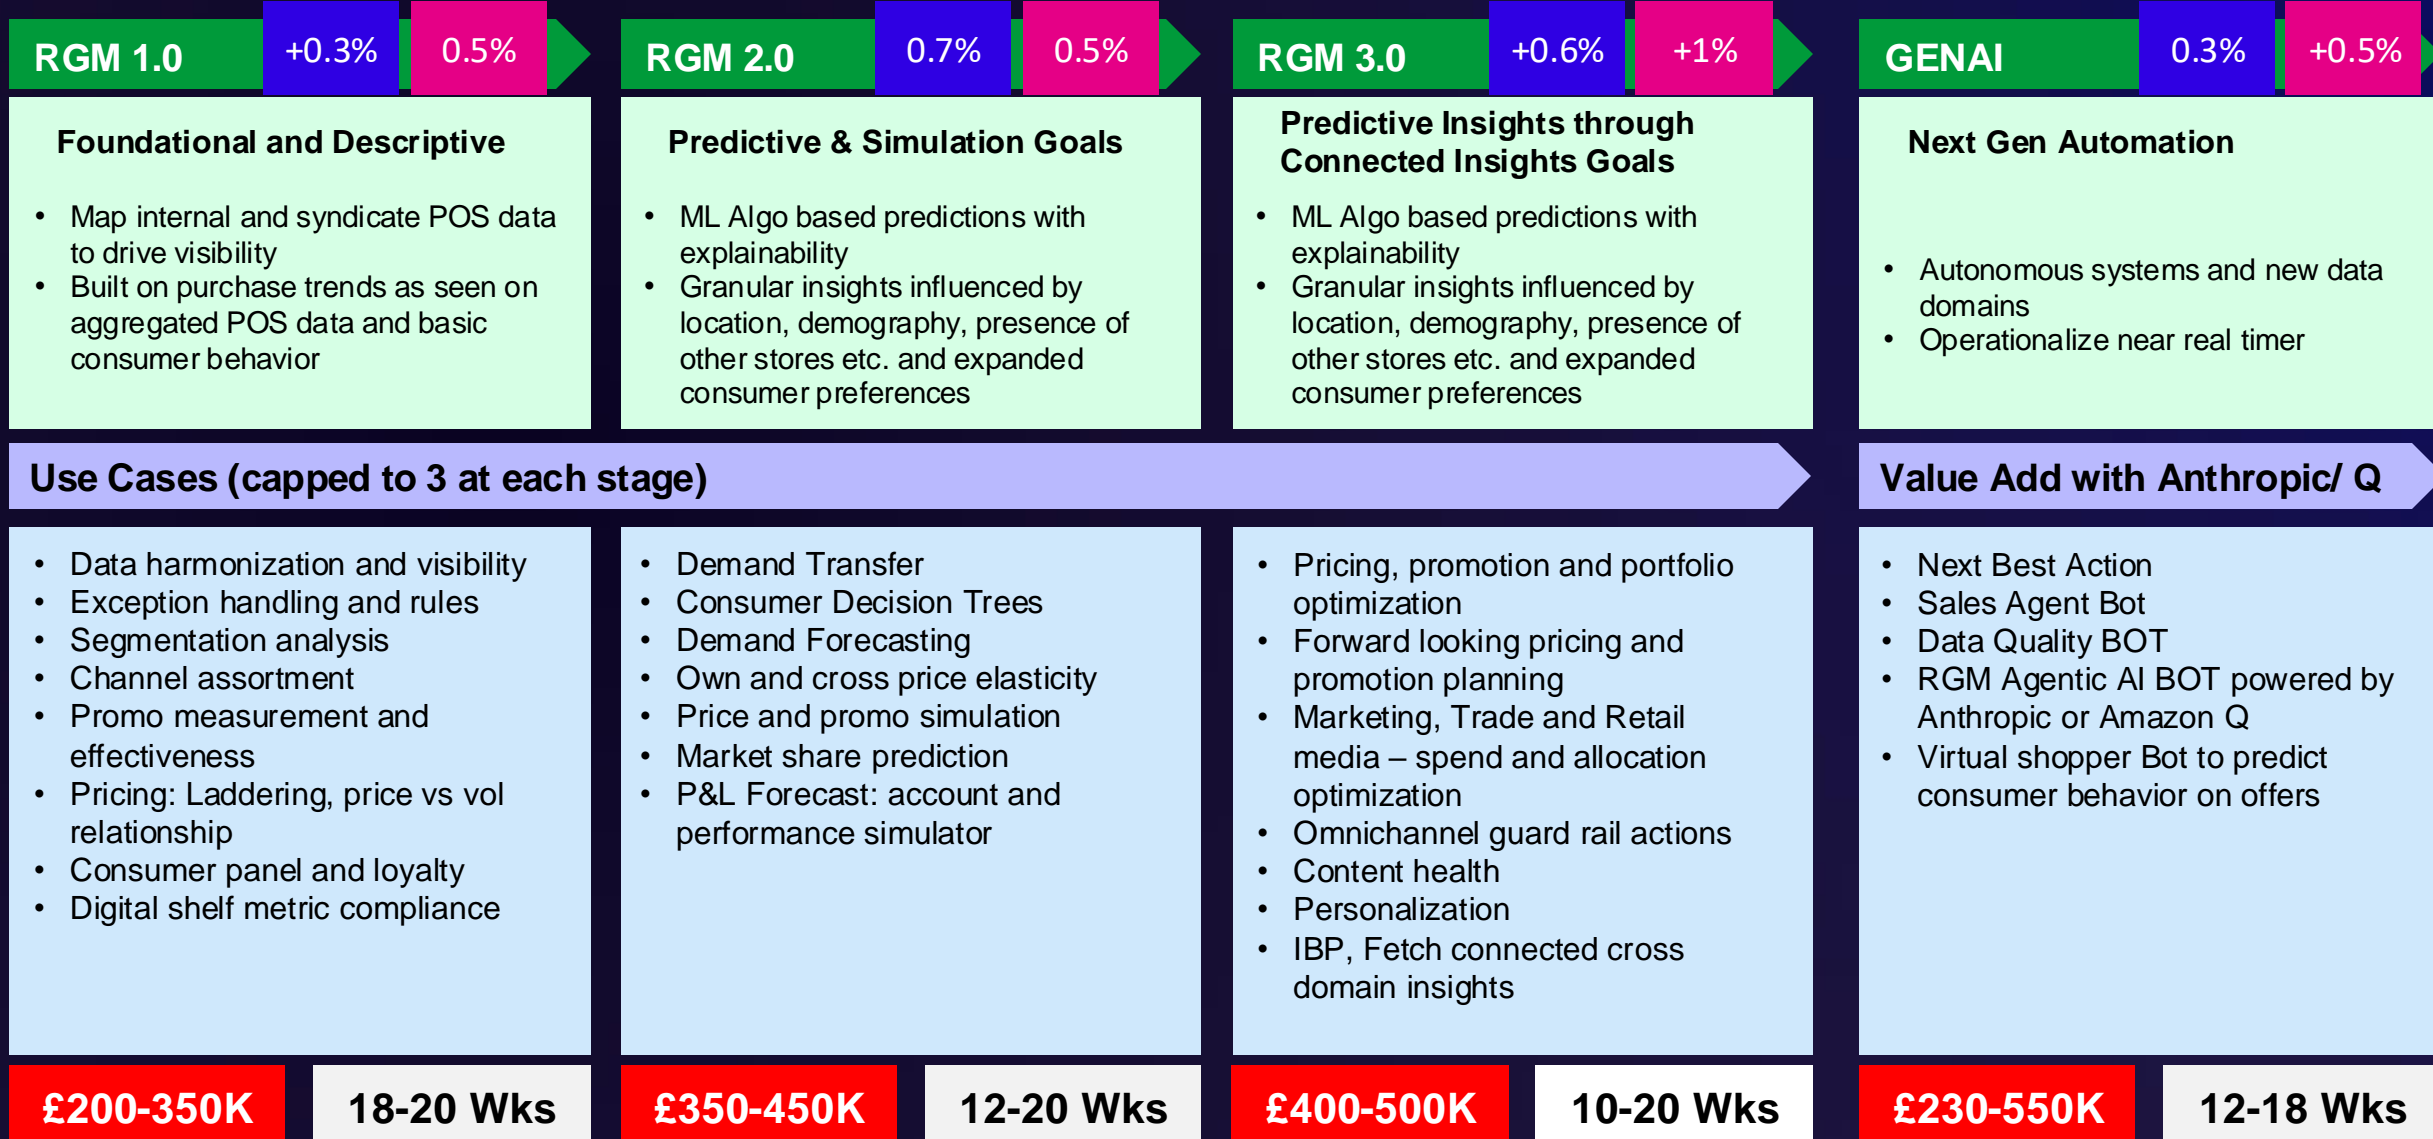 RGM 1.0
+0.3%
0.5%
RGM 2.0
0.7%
0.5%
RGM 3.0
+0.6%
+1%
GENAI
0.3%
+0.5%
Foundational and Descriptive
• Map internal and syndicate POS data
to drive visibility
• Built on purchase trends as seen on
aggregated POS data and basic
consumer behavior
Predictive & Simulation Goals
• ML Algo based predictions with
explainability
• Granular insights influenced by
location, demography, presence of
other stores etc. and expanded
consumer preferences
Predictive Insights through
Connected Insights Goals
• ML Algo based predictions with
explainability
• Granular insights influenced by
location, demography, presence of
other stores etc. and expanded
consumer preferences
Next Gen Automation
• Autonomous systems and new data
domains
• Operationalize near real timer
Use Cases (capped to 3 at each stage)
Value Add with Anthropic/ Q
• Data harmonization and visibility
• Exception handling and rules
• Segmentation analysis
• Channel assortment
• Promo measurement and
effectiveness
• Pricing: Laddering, price vs vol
relationship
• Consumer panel and loyalty
• Digital shelf metric compliance
• Demand Transfer
• Consumer Decision Trees
• Demand Forecasting
• Own and cross price elasticity
• Price and promo simulation
• Market share prediction
• P&L Forecast: account and
performance simulator
• Pricing, promotion and portfolio
optimization
• Forward looking pricing and
promotion planning
• Marketing, Trade and Retail
media – spend and allocation
optimization
• Omnichannel guard rail actions
• Content health
• Personalization
• IBP, Fetch connected cross
domain insights
• Next Best Action
• Sales Agent Bot
• Data Quality BOT
• RGM Agentic AI BOT powered by
Anthropic or Amazon Q
• Virtual shopper Bot to predict
consumer behavior on offers
£200-350K
18-20 Wks
£350-450K
12-20 Wks
£400-500K
10-20 Wks
£230-550K
12-18 Wks